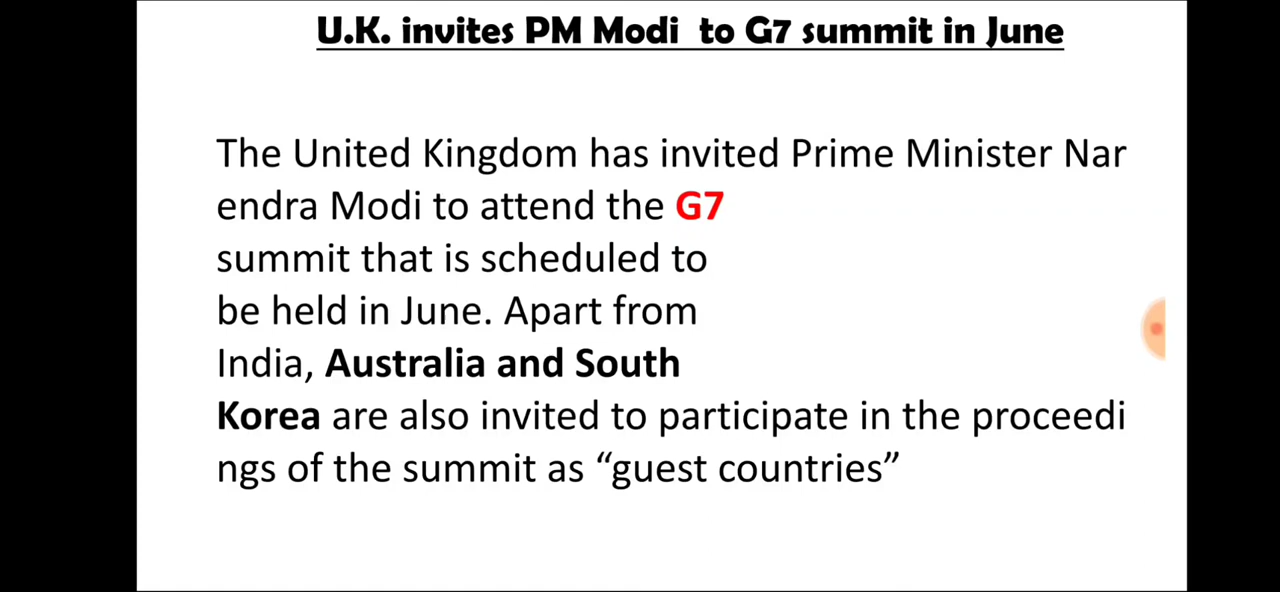 U.K. invites PM Modi to G7 summit in June
The United Kingdom has invited Prime Minister Nar
endra Modi to attend the G7
summit that is scheduled to
be held in June. Apart from
India, Australia and South
Korea are also invited to participate in the proceedi
ngs of the summit as “guest countries”